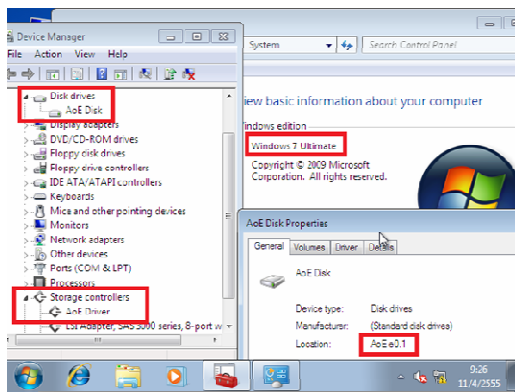 Device Manager
File Action View Help
Disk drives
AoE Disk
Display adapters
DVD/CD-ROM drives
Floppy disk drives
Floppy drive controllers
IDE ATA/ATAPI controllers
Keyboards
Mice and other pointing devices
Monitors
Network adapters
Other devices
Ports (COM & LPT)
Processors
Storage controllers
AoE Driver
LSI Adapter, SAS 3000 series, 8-port w
System
Search Control Panel
iew basic information about your computer
indows edition
Windows 7 Ultimate
Copyright © 2009 Microsoft
Corporation. All rights reserved.
AoE Disk Properties
General Volumes Driver Details
AoE Disk
Device type: Disk drives
Manufacturer: (Standard disk drives)
Location: AoE e0.1
9:26
11/4/2555